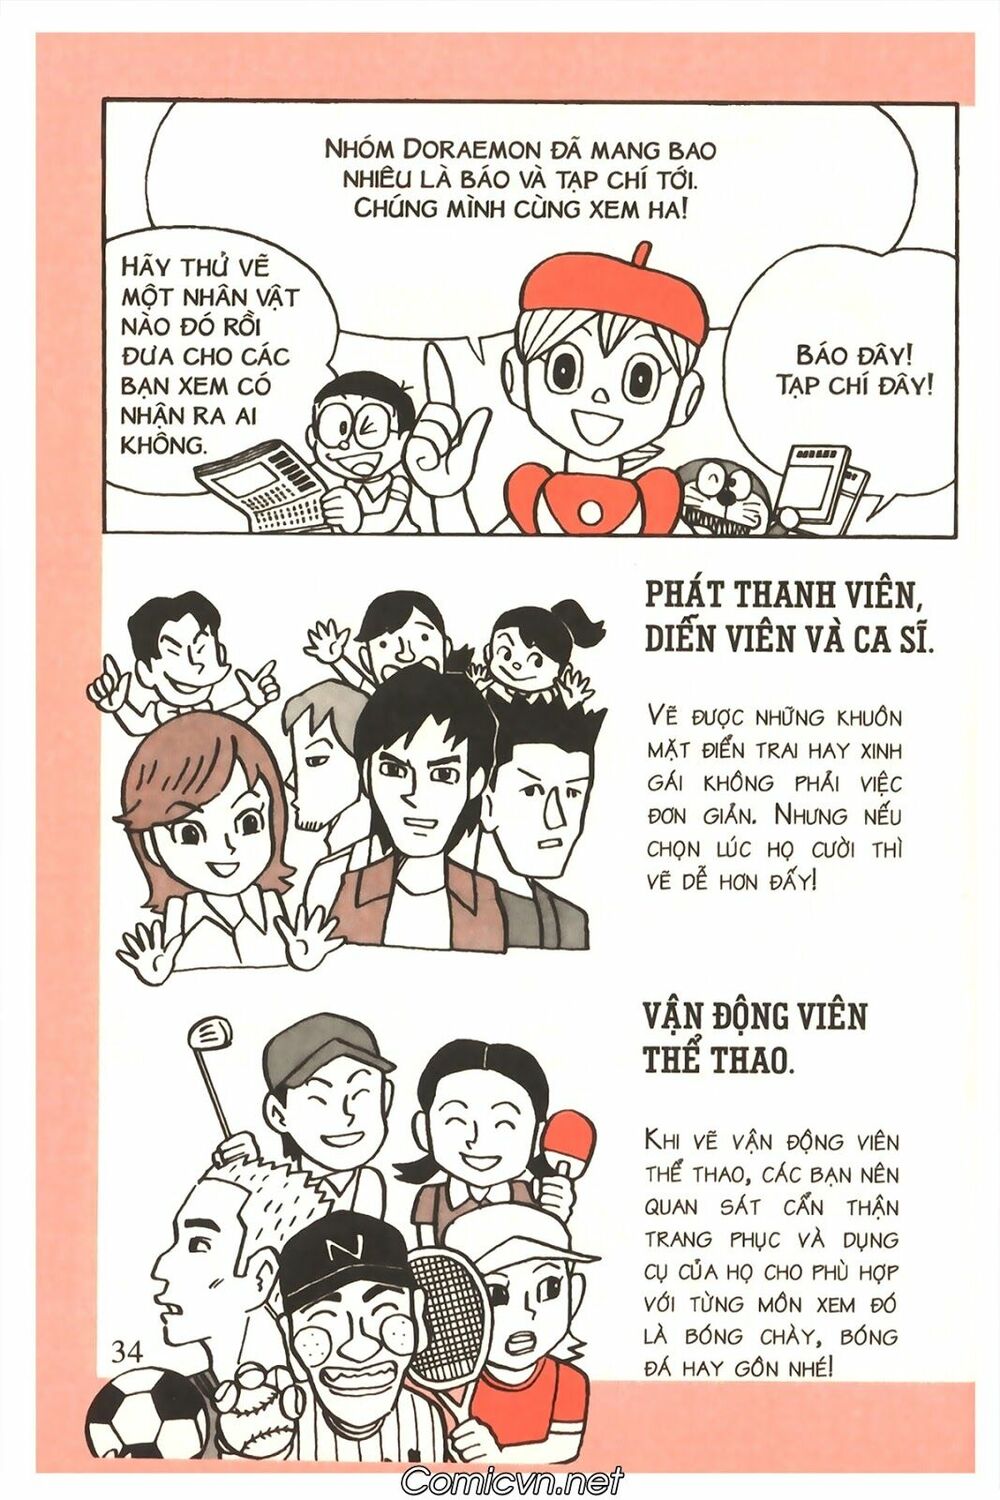 NHÓM DORAEMON ĐÃ MANG BAO
NHIÊU LÀ BÁO VÀ TẠP CHÍ TỚI.
CHÚNG MÌNH CÙNG XEM HA!
HÃY THỬ VẼ
MỘT NHÂN VẬT
NÀO ĐÓ RỒI
ĐƯA CHO CÁC
BẠN XEM CÓ
NHẬN RA AI
KHÔNG.
BÁO ĐÂY!
TẠP CHÍ ĐÂY!
PHÁT THANH VIÊN,
DIỄN VIÊN VÀ CA SĨ.
VẼ ĐƯỢC NHỮNG KHUÔN
MẶT ĐIỂN TRAI HAY XINH
GÁI KHÔNG PHẢI VIỆC
ĐƠN GIẢN. NHƯNG NẾU
CHỌN LÚC HỌ CƯỜI THÌ
VẼ DỄ HƠN ĐẤY!
VẬN ĐỘNG VIÊN
THỂ THAO.
KHI VẼ VẬN ĐỘNG VIÊN
THỂ THAO, CÁC BẠN NÊN
QUAN SÁT CẨN THẬN
TRANG PHỤC VÀ DỤNG
CỤ CỦA HỌ CHO PHÙ HỢP
VỚI TỪNG MÔN XEM ĐÓ
LÀ BÓNG CHÀY, BÓNG
ĐÁ HAY GÔN NHÉ!
N
34
Comicvn.net